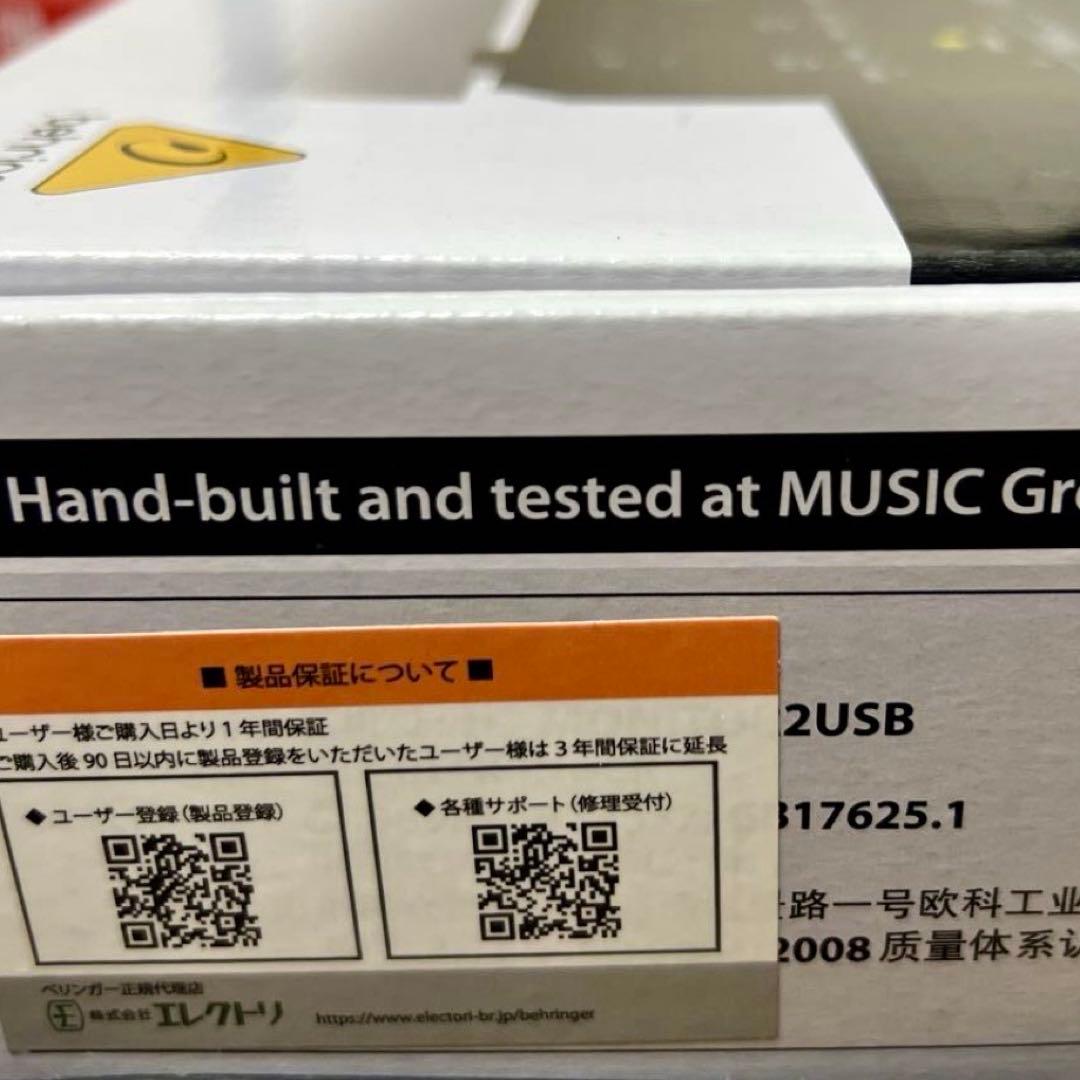 Hand-built and tested at MUSIC Gr
■ 製品保証について ■
ユーザー様ご購入日より1年間保証
ご購入後90日以内に製品登録をいただいたユーザー様は3年間保証に延長
◆ ユーザー登録(製品登録)
◆ 各種サポート(修理受付)
ベリンガー正規代理店
株式会社エレクトリ
https://www.electori-br.jp/behringer
2USB
317625.1
路一号欧科工业
2008 质量体系认